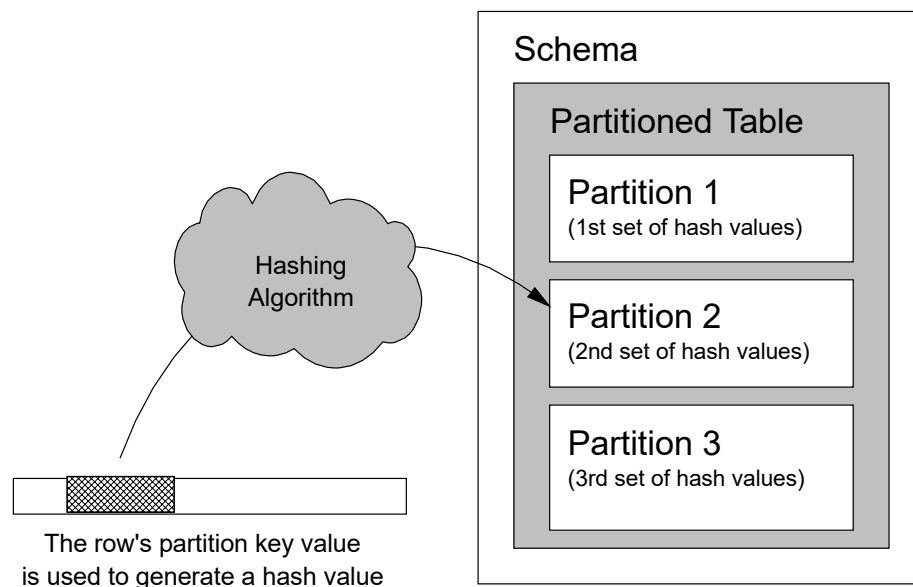 Schema
Partitioned Table
Partition 1
(1st set of hash values)
Hashing
Algorithm
Partition 2
(2nd set of hash values)
Partition 3
(3rd set of hash values)
The row's partition key value
is used to generate a hash value